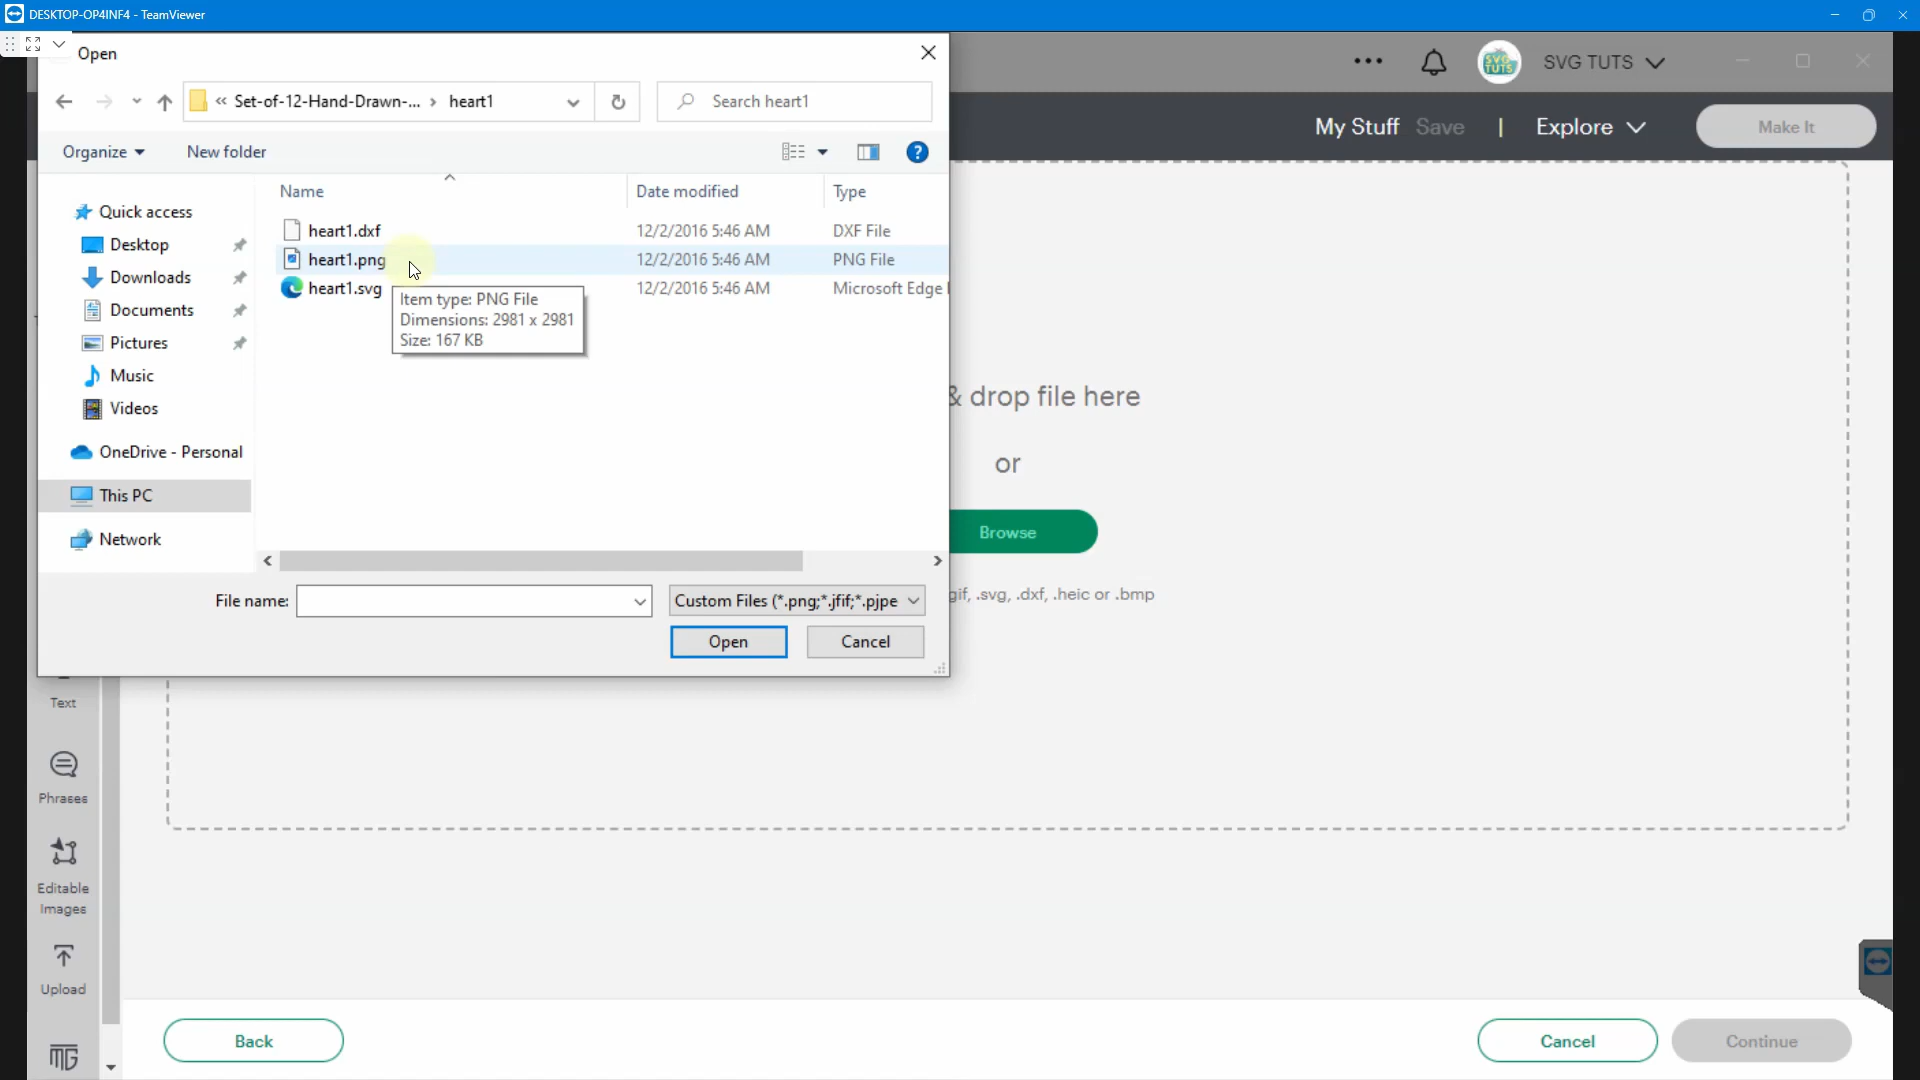 DESKTOP-OP4INF4 - TeamViewer
Open
SVG TUTS
SVG TUTS
« Set-of-12-Hand-Drawn-... › heart1
Search heart1
My Stuff Save | Explore
Make It
Organize
New folder
Name
Date modified
Type
Quick access
Desktop
Downloads
Documents
Pictures
Music
Videos
OneDrive - Personal
This PC
Network
heart1.dxf 12/2/2016 5:46 AM DXF File
heart1.png 12/2/2016 5:46 AM PNG File
heart1.svg 12/2/2016 5:46 AM Microsoft Edge
Item type: PNG File
Dimensions: 2981 x 2981
Size: 167 KB
& drop file here
or
Browse
gif, .svg, .dxf, .heic or .bmp
File name:
Custom Files (*.png;*.jfif;*.pjpe
Open
Cancel
Text
Phrases
Editable
Images
Upload
Back
Cancel
Continue